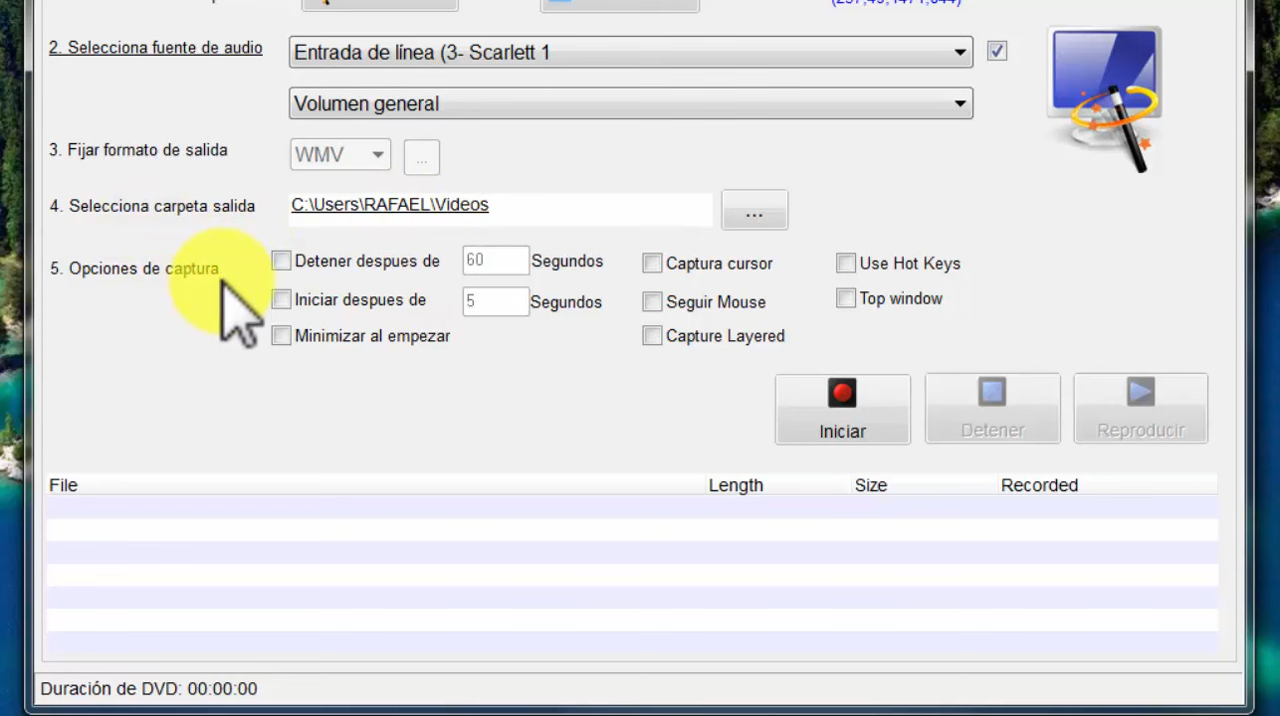 2. Selecciona fuente de audio
Entrada de línea (3- Scarlett 1
Volumen general
3. Fijar formato de salida
WMV
...
4. Selecciona carpeta salida
C:\Users\RAFAEL\Videos
...
5. Opciones de captura
Detener despues de 60 Segundos
Captura cursor
Use Hot Keys
Iniciar despues de 5 Segundos
Seguir Mouse
Top window
Minimizar al empezar
Capture Layered
Iniciar
Detener
Reproducir
File Length Size Recorded
Duración de DVD: 00:00:00